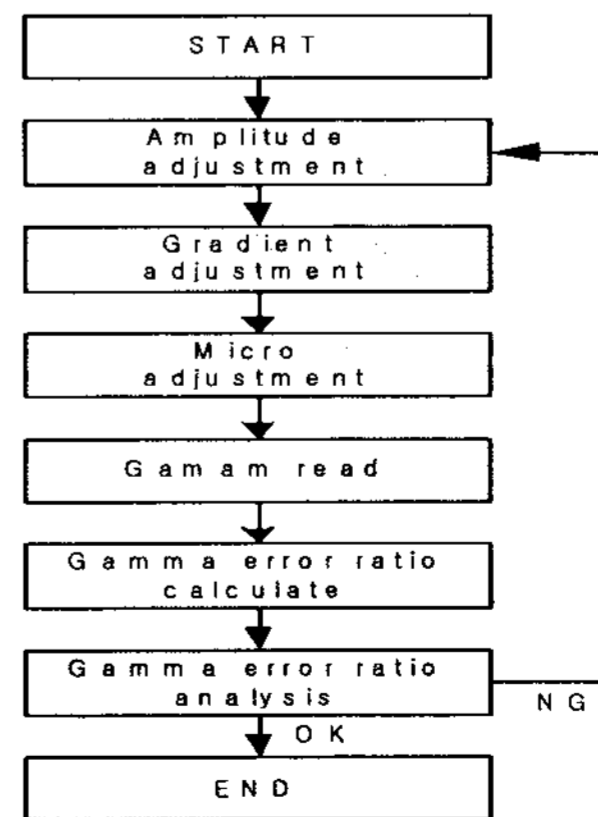 START
Amplitude
adjustment
Gradient
adjustment
Micro
adjustment
Gamam read
Gamma error ratio
calculate
Gamma error ratio
analysis
NG
OK
END